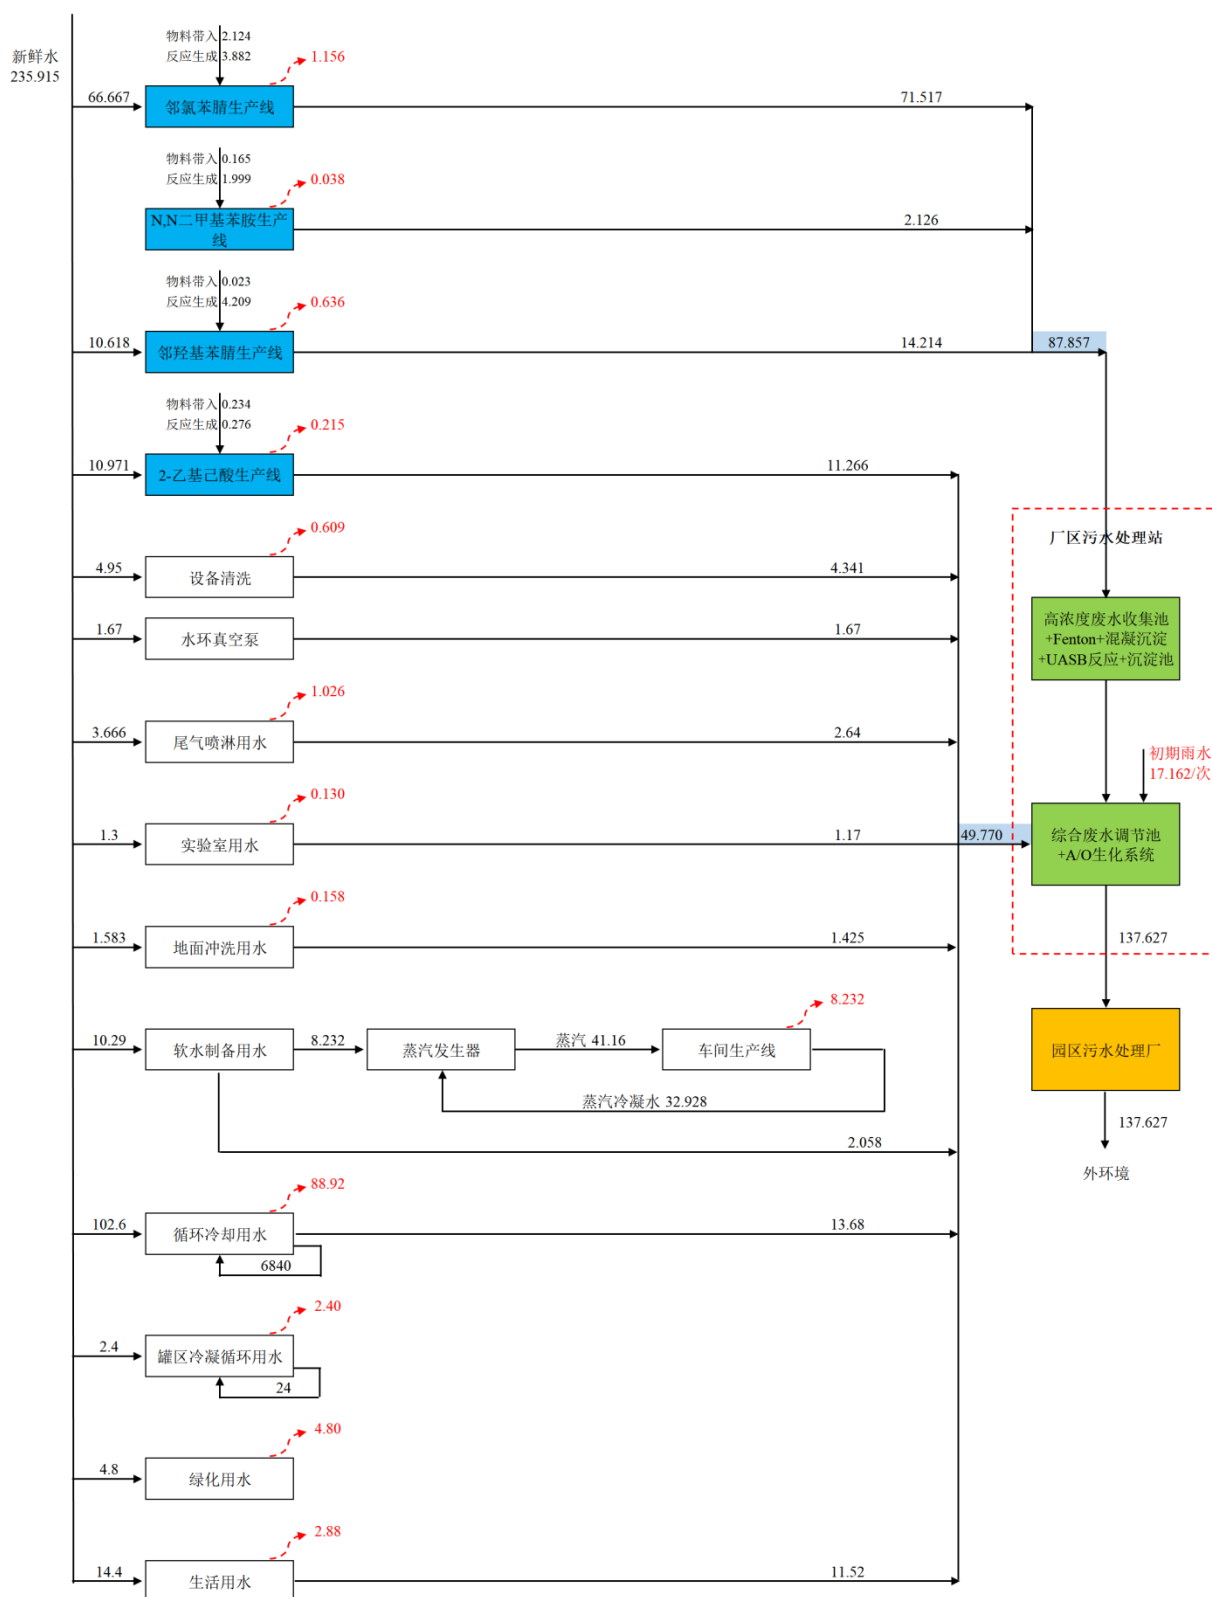 新鲜水
235.915
物料带入 2.124
反应生成 3.882
1.156
66.667
邻氯苯腈生产线
71.517
物料带入 0.165
反应生成 1.999
0.038
N,N二甲基苯胺生产
线
2.126
物料带入 0.023
反应生成 4.209
0.636
10.618
邻羟基苯腈生产线
14.214
87.857
物料带入 0.234
反应生成 0.276
0.215
10.971
2-乙基己酸生产线
11.266
0.609
4.95
设备清洗
4.341
1.67
水环真空泵
1.67
1.026
3.666
尾气喷淋用水
2.64
0.130
1.3
实验室用水
1.17
49.770
0.158
1.583
地面冲洗用水
1.425
8.232
10.29
软水制备用水
8.232
蒸汽发生器
蒸汽 41.16
车间生产线
蒸汽冷凝水 32.928
2.058
88.92
102.6
循环冷却用水
13.68
6840
2.40
2.4
罐区冷凝循环用水
24
4.80
4.8
绿化用水
2.88
14.4
生活用水
11.52
厂区污水处理站
高浓度废水收集池
+Fenton+混凝沉淀
+UASB反应+沉淀池
初期雨水
17.162/次
综合废水调节池
+A/O生化系统
137.627
园区污水处理厂
137.627
外环境